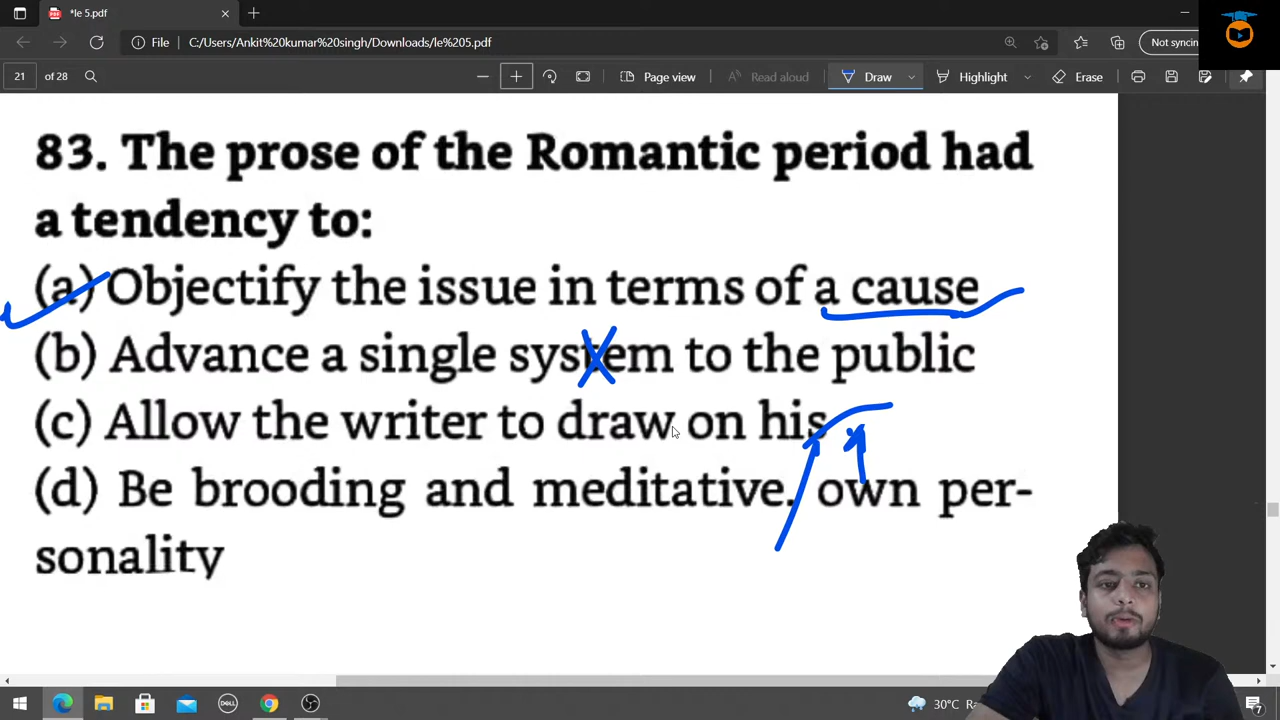 *le 5.pdf
File C:/Users/Ankit%20kumar%20singh/Downloads/le%205.pdf Not syncin
21 of 28 Page view Read aloud Draw Highlight Erase
83. The prose of the Romantic period had
a tendency to:
(a) Objectify the issue in terms of a cause
(b) Advance a single system to the public
(c) Allow the writer to draw on his
(d) Be brooding and meditative. own per-
sonality
DELL 30°C Ra 7